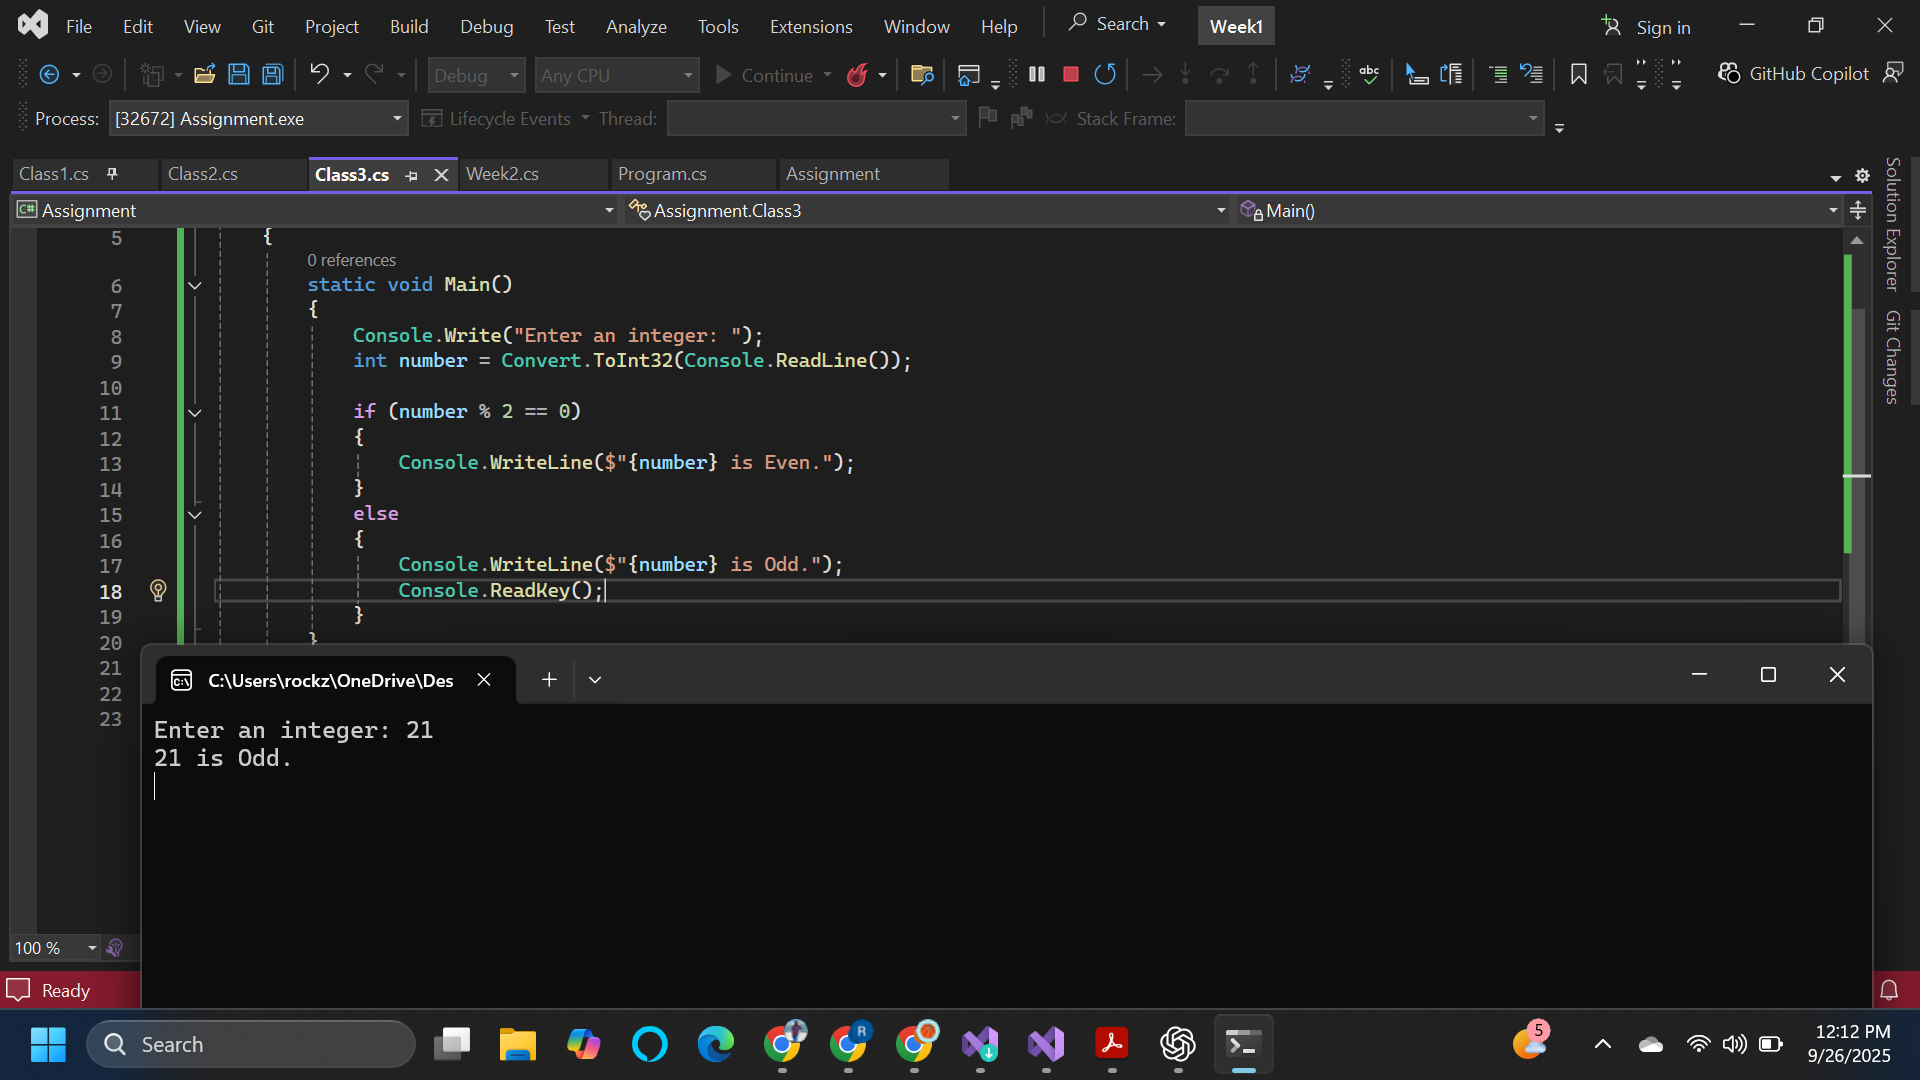 File Edit View Git Project Build Debug Test Analyze Tools Extensions Window Help Search Week1 Sign in
Debug Any CPU Continue abc GitHub Copilot
Process: [32672] Assignment.exe Lifecycle Events Thread: Stack Frame:
Class1.cs Class2.cs Class3.cs Week2.cs Program.cs Assignment
C# Assignment Assignment.Class3 Main()
Solution Explorer
Git Changes
5 {
0 references
6 static void Main()
7 {
8 Console.Write("Enter an integer: ");
9 int number = Convert.ToInt32(Console.ReadLine());
10
11 if (number % 2 == 0)
12 {
13 Console.WriteLine($"{number} is Even.");
14 }
15 else
16 {
17 Console.WriteLine($"{number} is Odd.");
18 Console.ReadKey();
19 }
20 }
21
22
23
C:\Users\rockz\OneDrive\Des
Enter an integer: 21
21 is Odd.
100 %
Ready
Search
R
5
12:12 PM
9/26/2025